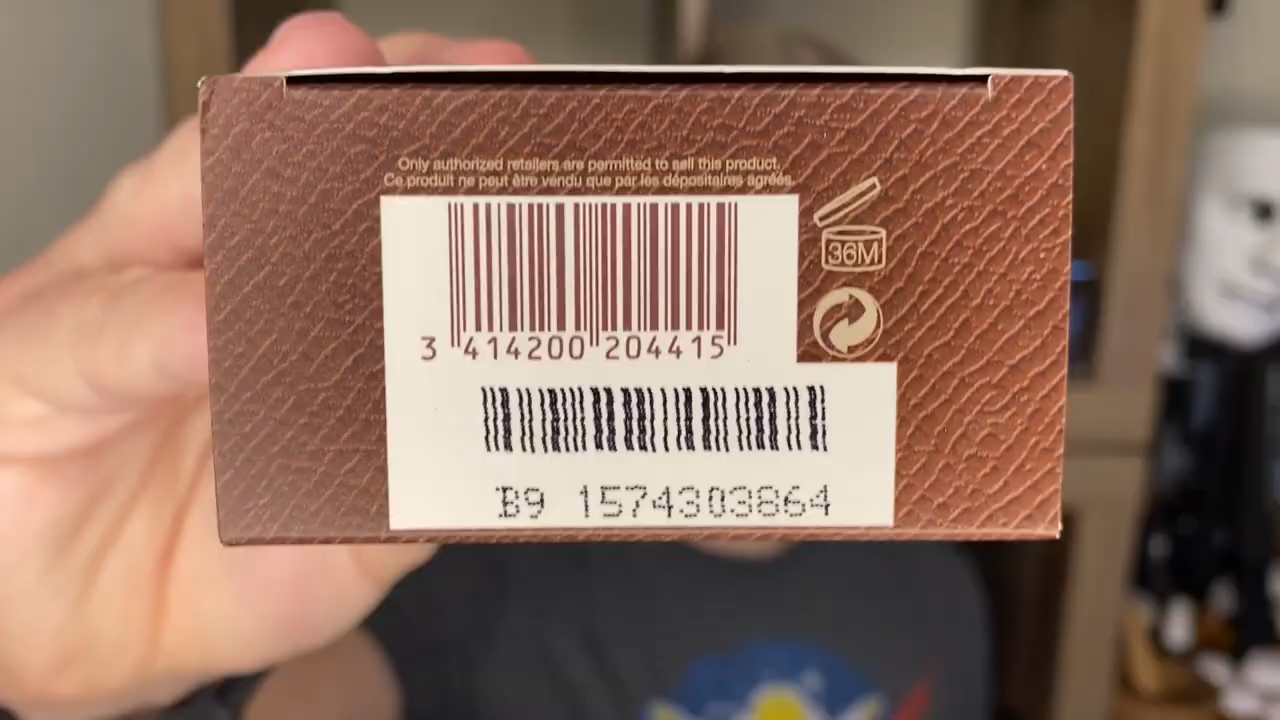 Only authorized retailers are permitted to sell this product.
Ce produit ne peut être vendu que par les dépositaires agréés.
36M
3 414200 204415
B9 1574303864